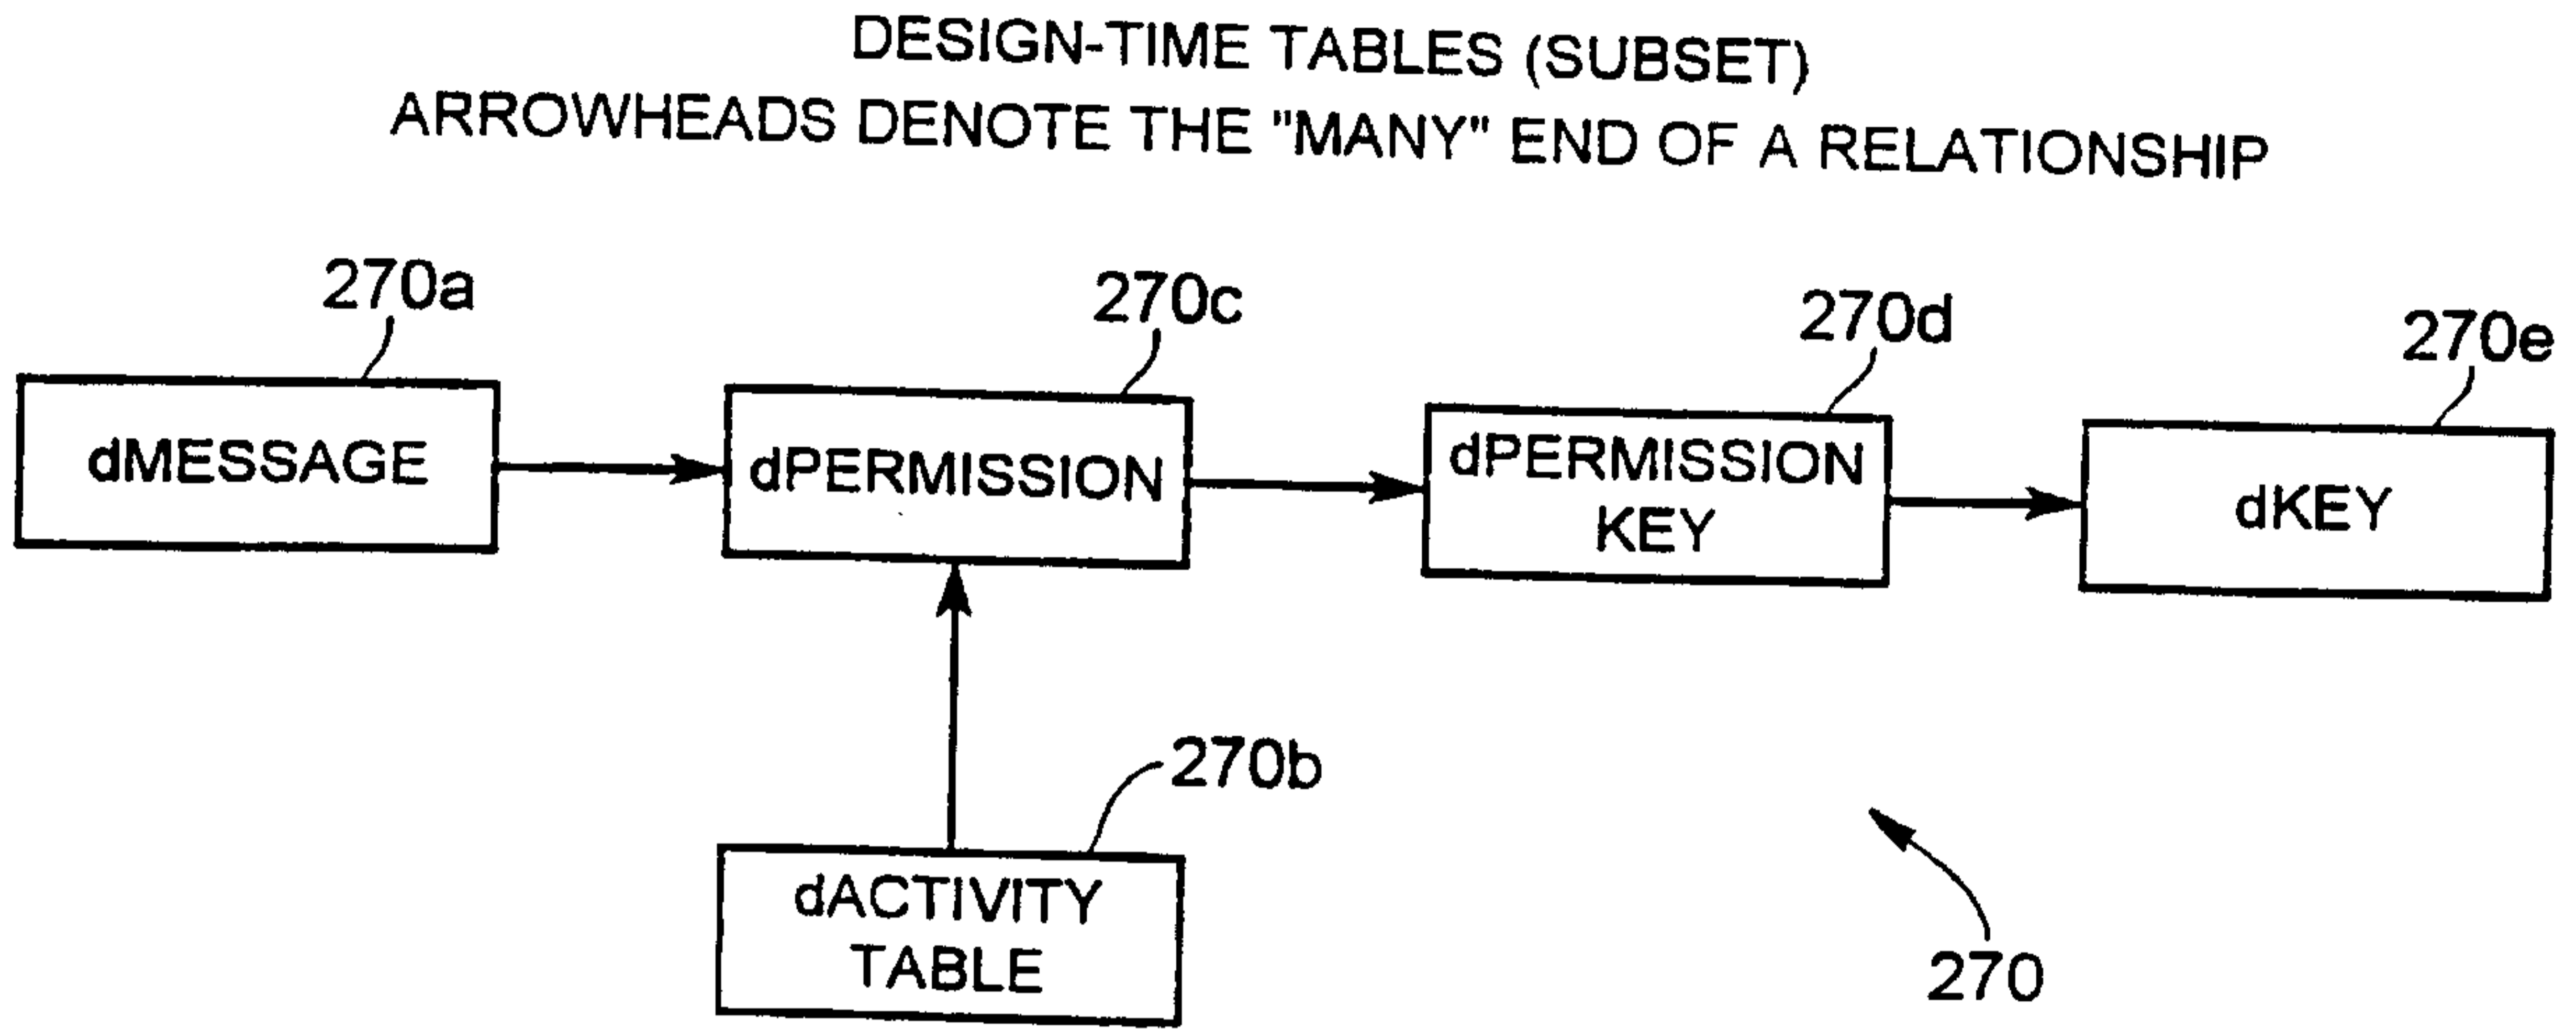 DESIGN-TIME TABLES (SUBSET)
ARROWHEADS DENOTE THE "MANY" END OF A RELATIONSHIP
270a
270c
270d
270e
dMESSAGE
dPERMISSION
dPERMISSION
KEY
dKEY
270b
dACTIVITY
TABLE
270